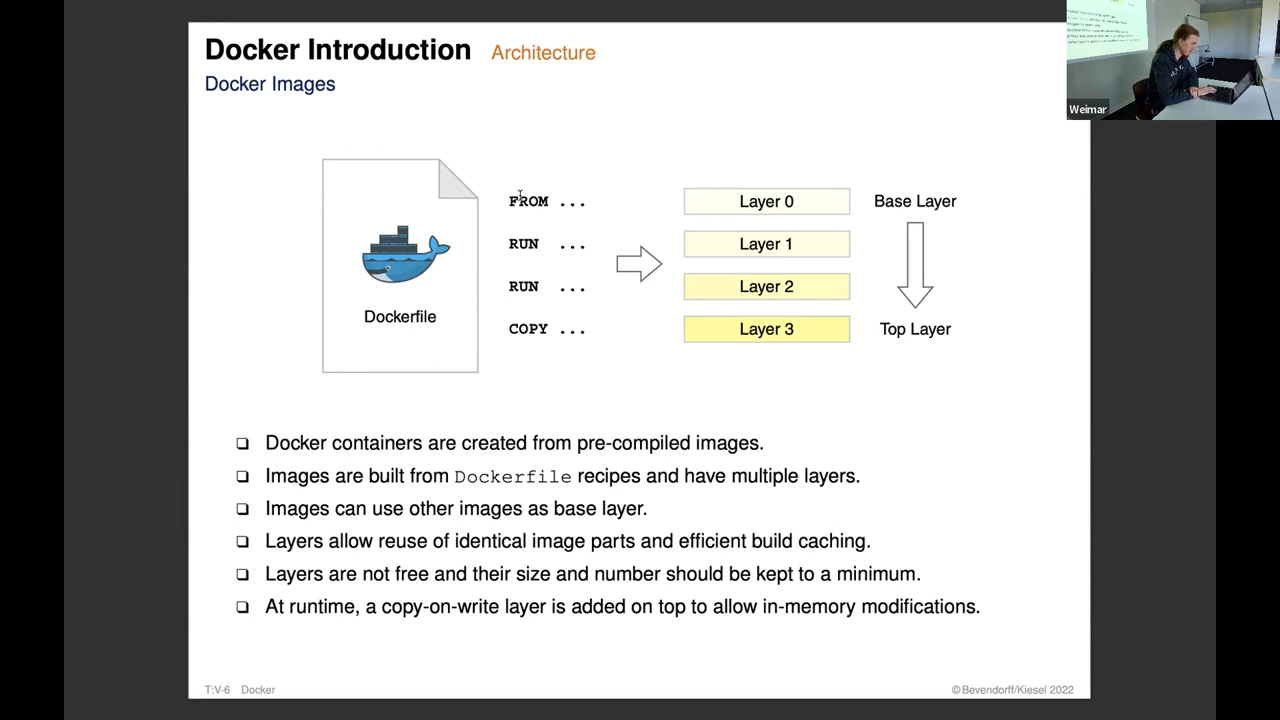 Docker Introduction Architecture
Docker Images
Weimar
Dockerfile
FROM ...
RUN ...
RUN ...
COPY ...
Layer 0
Layer 1
Layer 2
Layer 3
Base Layer
Top Layer
❑ Docker containers are created from pre-compiled images.
❑ Images are built from Dockerfile recipes and have multiple layers.
❑ Images can use other images as base layer.
❑ Layers allow reuse of identical image parts and efficient build caching.
❑ Layers are not free and their size and number should be kept to a minimum.
❑ At runtime, a copy-on-write layer is added on top to allow in-memory modifications.
T:V-6 Docker
© Bevendorff/Kiesel 2022